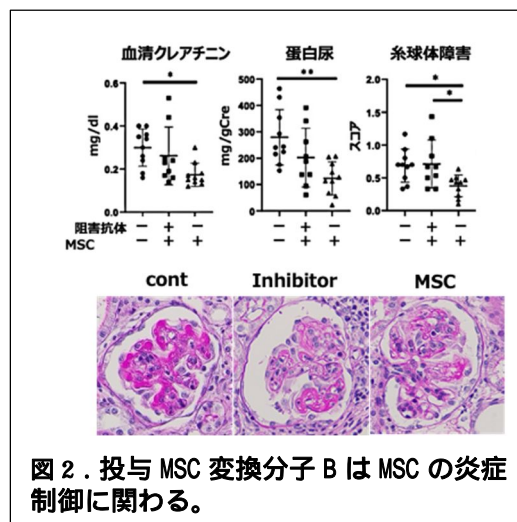 血清クレアチニン
蛋白尿
糸球体障害
*
**
*
*
mg/dl
0.6
0.4
0.2
0.0
mg/gCre
500
400
300
200
100
0
スコア
2.0
1.5
1.0
0.5
0.0
阻害抗体 − + − − + − − + −
MSC − + + − + + − + +
cont
Inhibitor
MSC
図 2．投与 MSC 変換分子 B は MSC の炎症
制御に関わる。